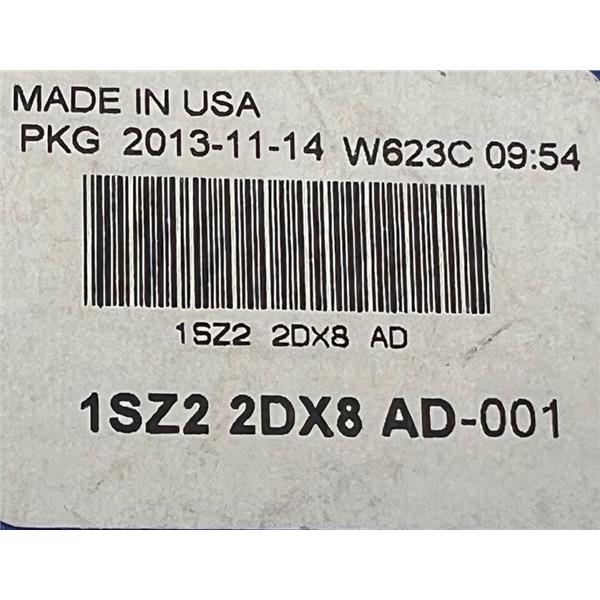 MADE IN USA
PKG 2013-11-14 W623C 09:54
1SZ2 2DX8 AD
1SZ2 2DX8 AD-001